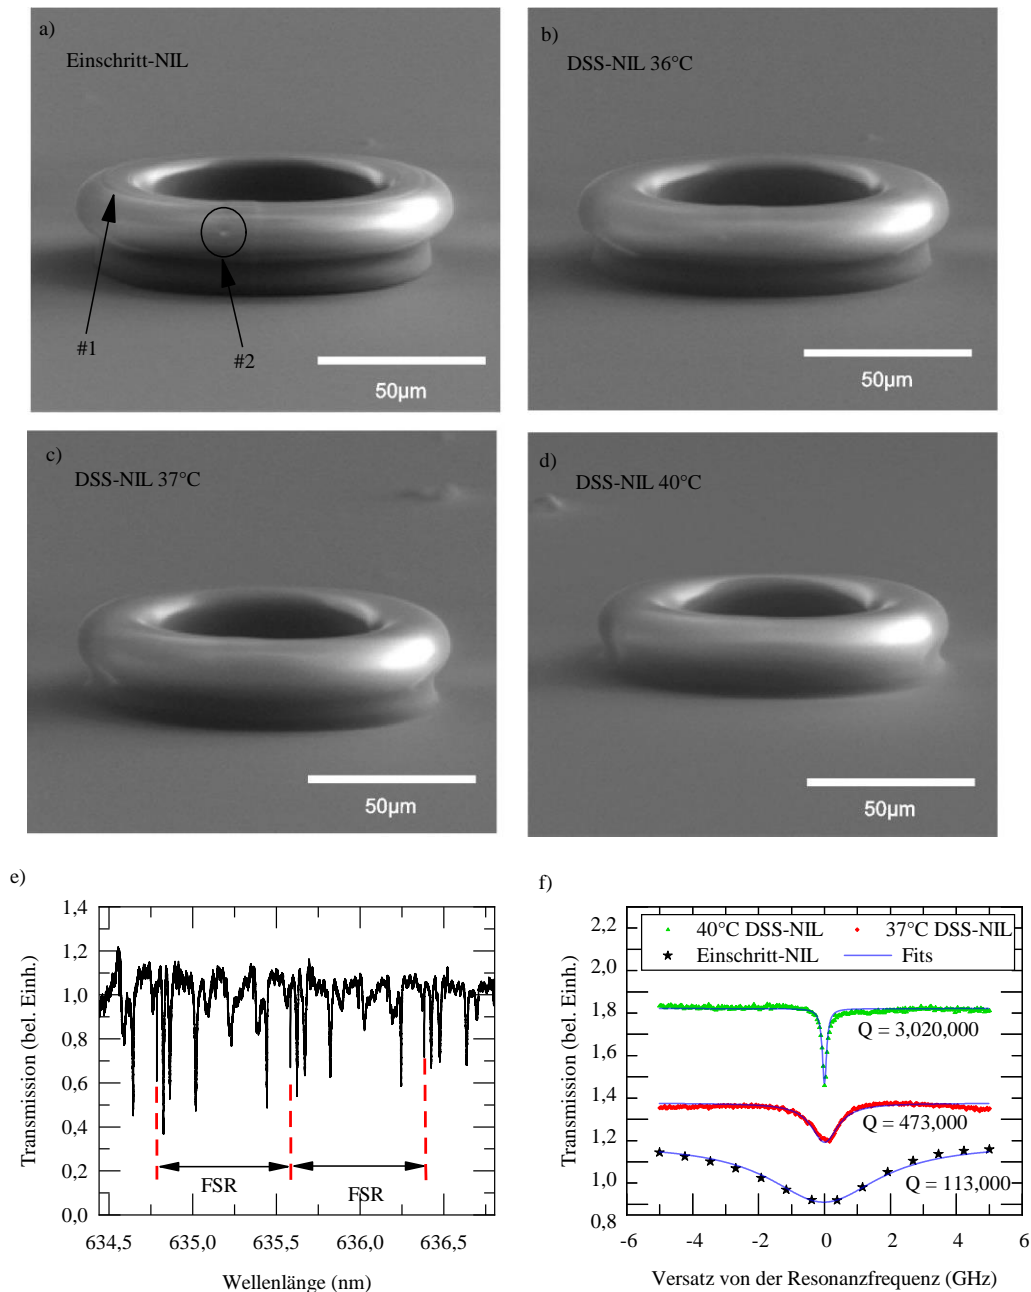 a)
Einschritt-NIL
#1
#2
50µm
b)
DSS-NIL 36°C
50µm
c)
DSS-NIL 37°C
50µm
d)
DSS-NIL 40°C
50µm
e)
1,4
1,2
1,0
0,8
0,6
0,4
0,2
0,0
Transmission (bel. Einh.)
FSR
FSR
634,5 635,0 635,5 636,0 636,5
Wellenlänge (nm)
f)
2,2
2,0
1,8
1,6
1,4
1,2
1,0
0,8
Transmission (bel. Einh.)
40°C DSS-NIL 37°C DSS-NIL
Einschritt-NIL Fits
Q = 3,020,000
Q = 473,000
Q = 113,000
-6 -4 -2 0 2 4 6
Versatz von der Resonanzfrequenz (GHz)